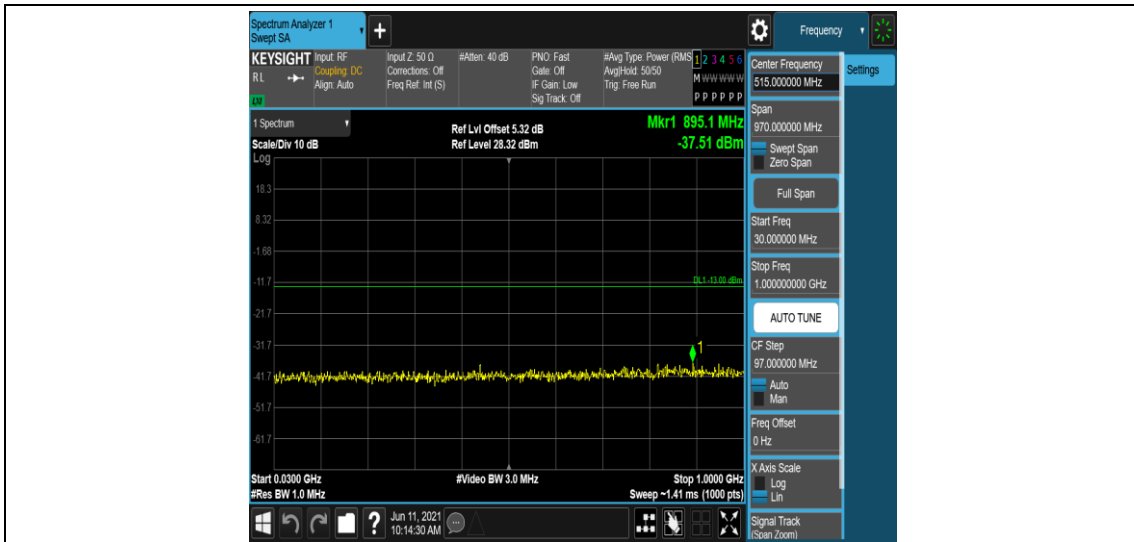 Spectrum Analyzer 1
Swept SA
+
Frequency
KEYSIGHT
RL
LXI
Input: RF
Coupling: DC
Align: Auto
Input Z: 50 Ω
Corrections: Off
Freq Ref: Int (S)
#Atten: 40 dB
PNO: Fast
Gate: Off
IF Gain: Low
Sig Track: Off
#Avg Type: Power (RMS
Avg|Hold: 50/50
Trig: Free Run
1 2 3 4 5 6
M W W W W W
P P P P P P
Center Frequency
515.000000 MHz
Settings
Span
970.000000 MHz
Swept Span
Zero Span
Full Span
Start Freq
30.000000 MHz
Stop Freq
1.000000000 GHz
AUTO TUNE
CF Step
97.000000 MHz
Auto
Man
Freq Offset
0 Hz
X Axis Scale
Log
Lin
Signal Track
(Span Zoom)
1 Spectrum
Scale/Div 10 dB
Log
Ref Lvl Offset 5.32 dB
Ref Level 28.32 dBm
Mkr1 895.1 MHz
-37.51 dBm
18.3
8.32
-1.68
-11.7
DL1 -13.00 dBm
-21.7
-31.7
1
-41.7
-51.7
-61.7
Start 0.0300 GHz
#Video BW 3.0 MHz
Stop 1.0000 GHz
#Res BW 1.0 MHz
Sweep ~1.41 ms (1000 pts)
?
Jun 11, 2021
10:14:30 AM